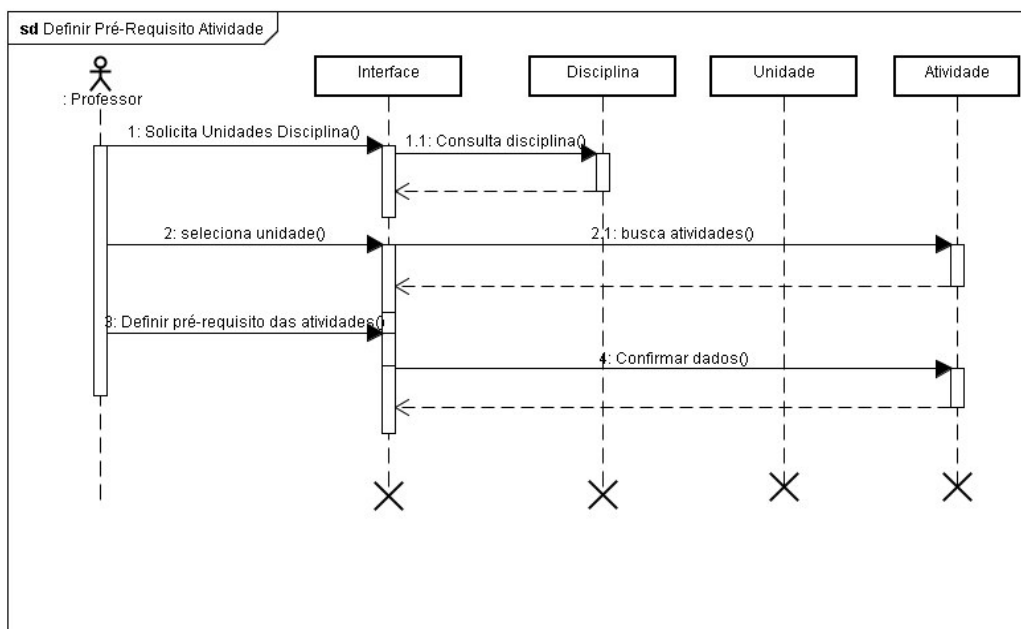 sd Definir Pré-Requisito Atividade
: Professor
Interface
Disciplina
Unidade
Atividade
1: Solicita Unidades Disciplina()
1.1: Consulta disciplina()
2: seleciona unidade()
2.1: busca atividades()
3: Definir pré-requisito das atividades()
4: Confirmar dados()